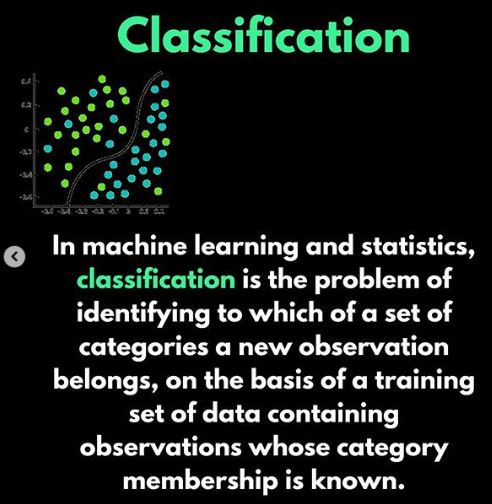 Classification
In machine learning and statistics,
classification is the problem of
identifying to which of a set of
categories a new observation
belongs, on the basis of a training
set of data containing
observations whose category
membership is known.